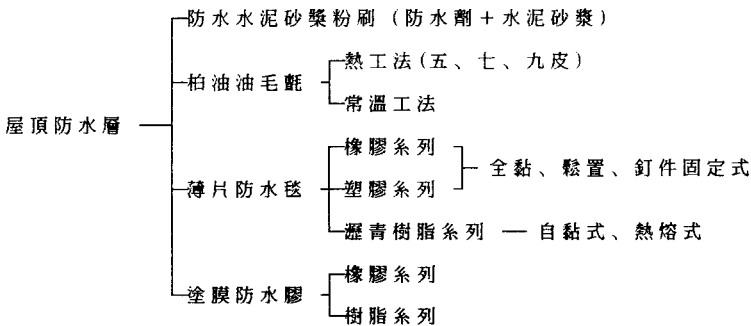 防水水泥砂漿粉刷（防水劑＋水泥砂漿）
柏油油毛氈
熱工法（五、七、九皮）
常溫工法
屋頂防水層
薄片防水毯
橡膠系列
塑膠系列
全黏、鬆置、釘件固定式
瀝青樹脂系列
自黏式、熱熔式
塗膜防水膠
橡膠系列
樹脂系列